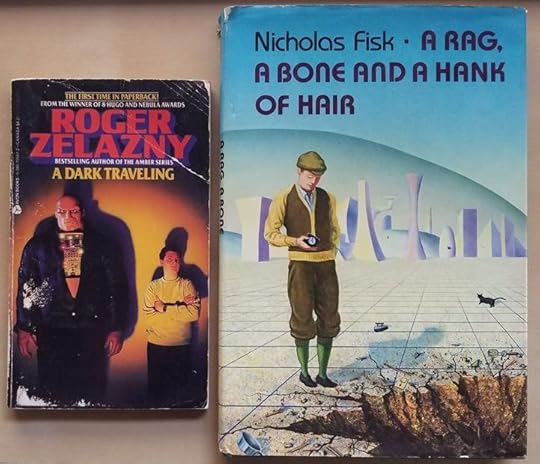 THE FIRST TIME IN PAPERBACK!
FROM THE WINNER OF 8 HUGO AND NEBULA AWARDS
ROGER
ZELAZNY
BESTSELLING AUTHOR OF THE AMBER SERIES
A DARK TRAVELING
Nicholas Fisk · A RAG,
A BONE AND A HANK
OF HAIR